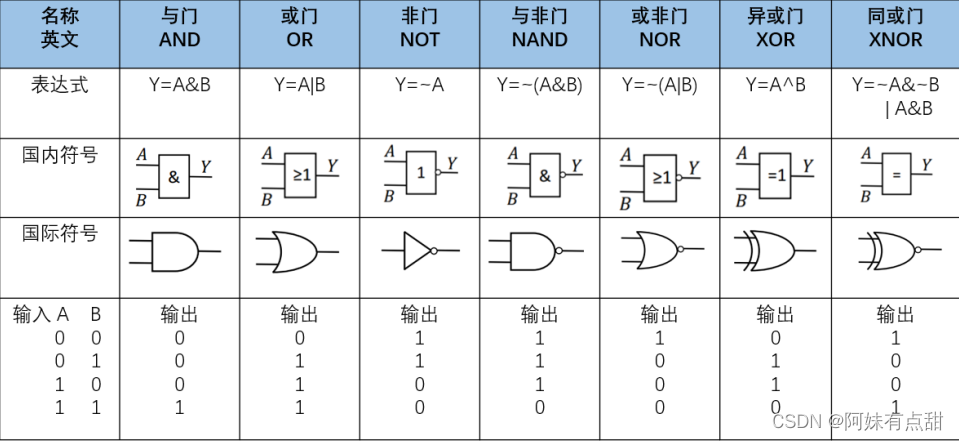 名称 与门 或门 非门 与非门 或非门 异或门 同或门
英文 AND OR NOT NAND NOR XOR XNOR
表达式 Y=A&B Y=A|B Y=~A Y=~(A&B) Y=~(A|B) Y=A^B Y=~A&~B
| A&B
国内符号 A B & Y A B ≥1 Y A B 1 Y A B & Y A B ≥1 Y A B =1 Y A B = Y
国际符号
输入 A B 输出 输出 输出 输出 输出 输出 输出
0 0 0 0 1 1 1 0 1
0 1 0 1 1 1 0 1 0
1 0 0 1 0 1 0 1 0
1 1 1 1 0 0 0 0 1
CSDN @阿妹有点甜